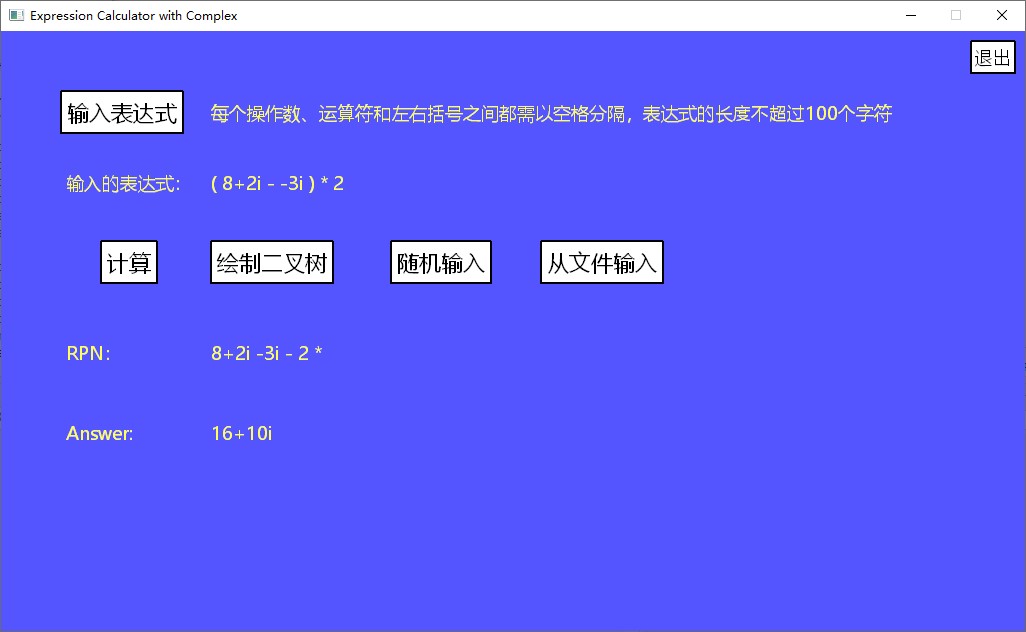 Expression Calculator with Complex
退出
输入表达式 每个操作数、运算符和左右括号之间都需以空格分隔，表达式的长度不超过100个字符
输入的表达式： ( 8+2i - -3i ) * 2
计算 绘制二叉树 随机输入 从文件输入
RPN： 8+2i -3i - 2 *
Answer: 16+10i